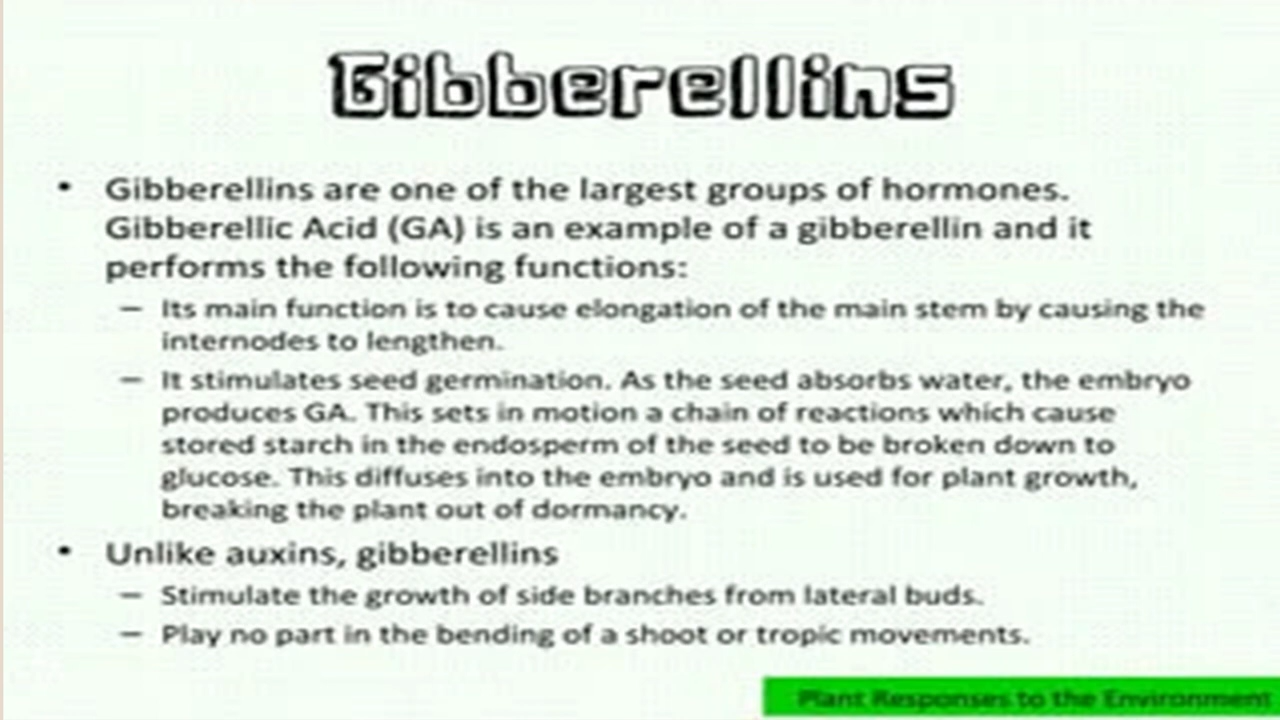 Gibberellins
• Gibberellins are one of the largest groups of hormones.
Gibberellic Acid (GA) is an example of a gibberellin and it
performs the following functions:
– Its main function is to cause elongation of the main stem by causing the
internodes to lengthen.
– It stimulates seed germination. As the seed absorbs water, the embryo
produces GA. This sets in motion a chain of reactions which cause
stored starch in the endosperm of the seed to be broken down to
glucose. This diffuses into the embryo and is used for plant growth,
breaking the plant out of dormancy.
• Unlike auxins, gibberellins
– Stimulate the growth of side branches from lateral buds.
– Play no part in the bending of a shoot or tropic movements.
Plant Responses to the Environment